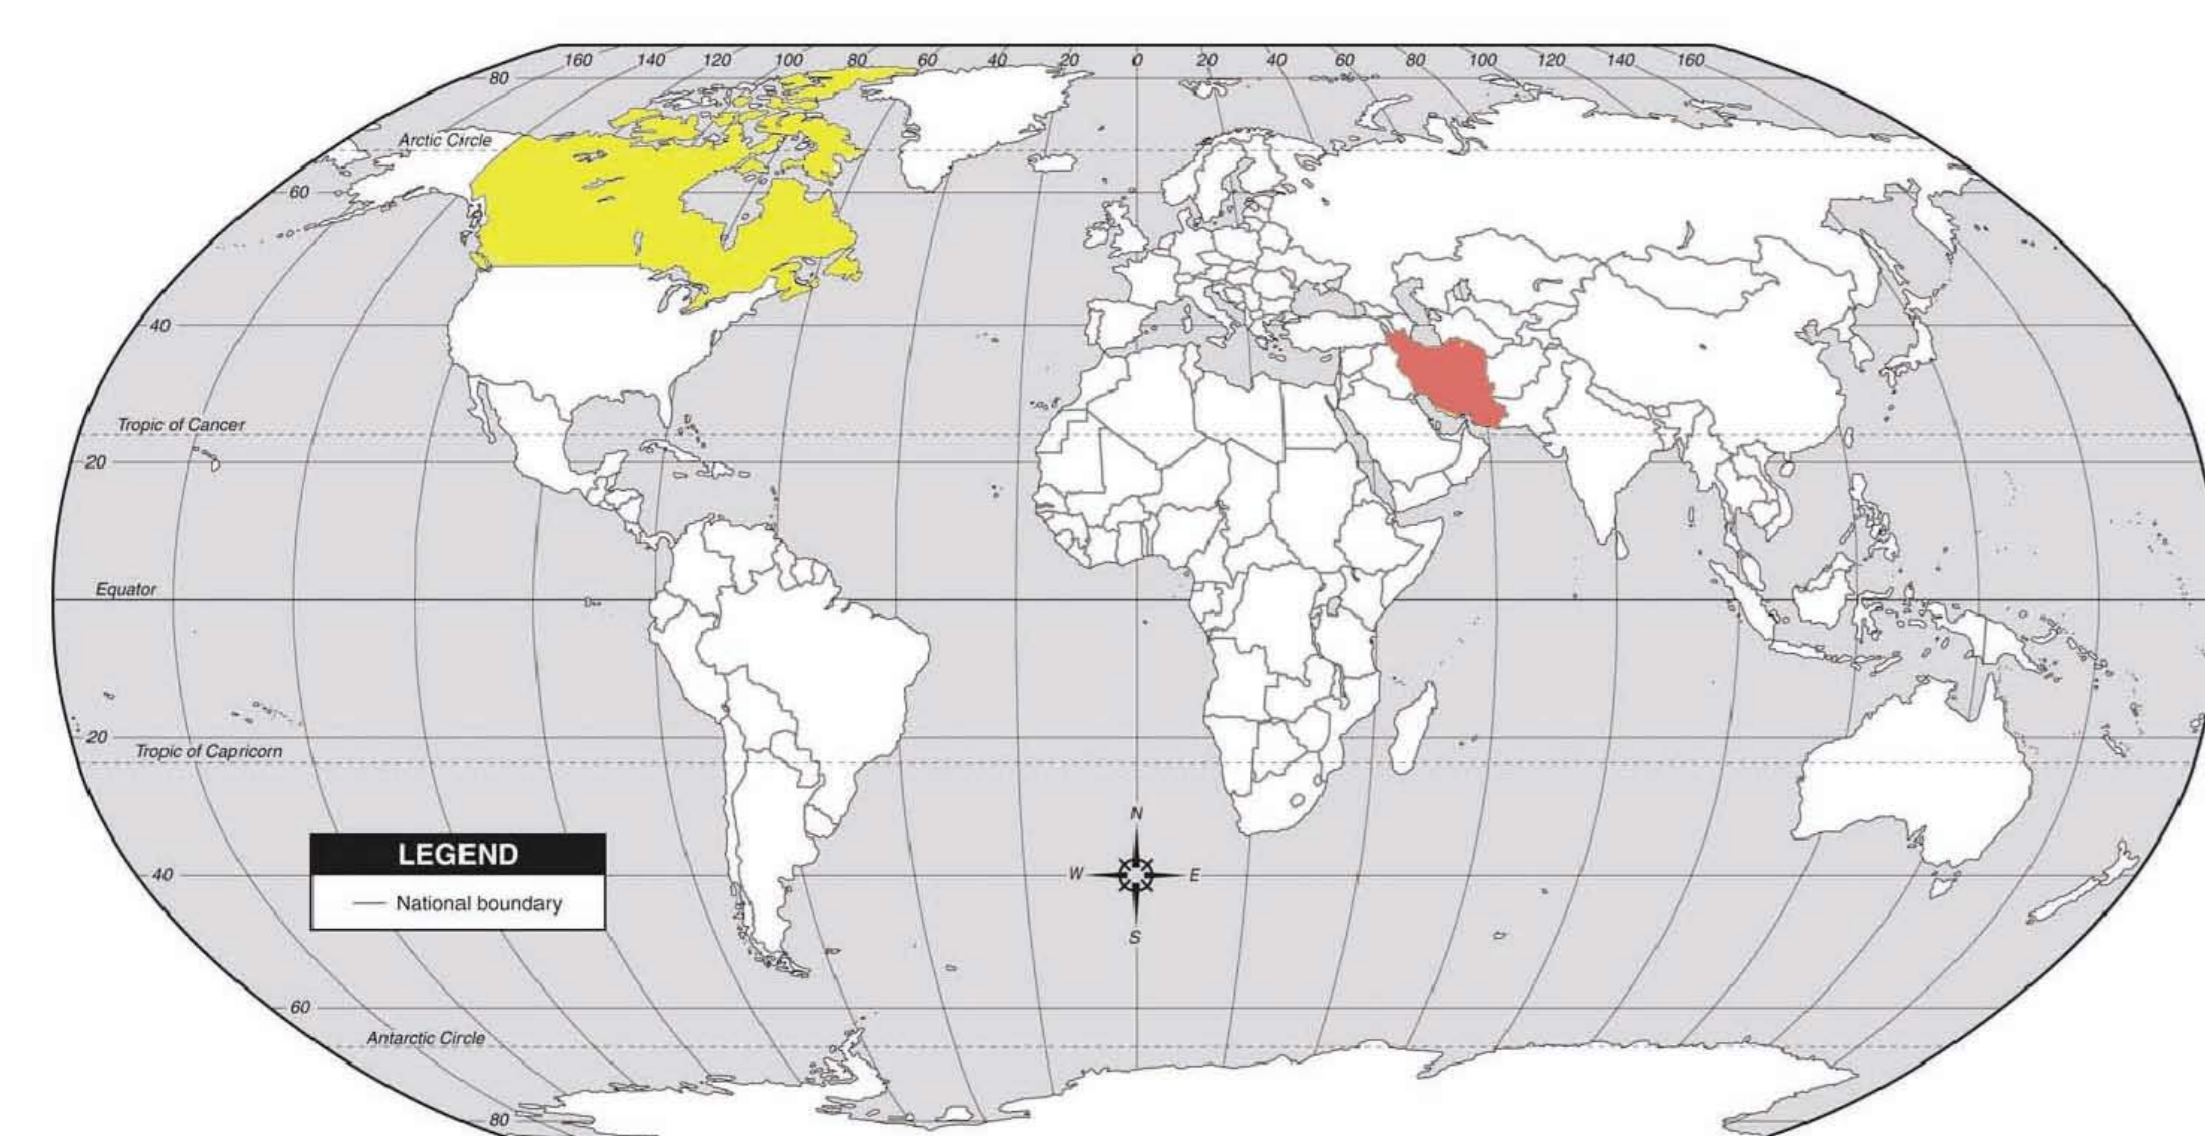 160 140 120 100 80 60 40 20 0 20 40 60 80 100 120 140 160
80
Arctic Circle
60
40
Tropic of Cancer
20
Equator
20
Tropic of Capricorn
N
LEGEND
40
W E
National boundary
S
60
Antarctic Circle
80